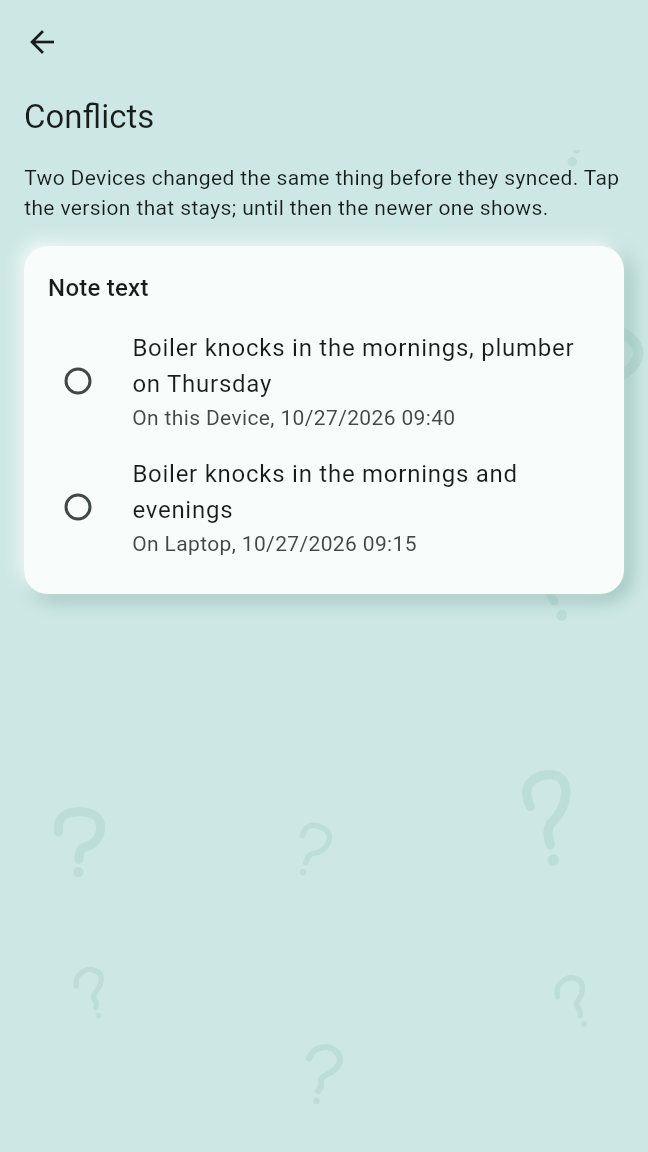 Conflicts
Two Devices changed the same thing before they synced. Tap
the version that stays; until then the newer one shows.
Note text
Boiler knocks in the mornings, plumber
on Thursday
On this Device, 10/27/2026 09:40
Boiler knocks in the mornings and
evenings
On Laptop, 10/27/2026 09:15